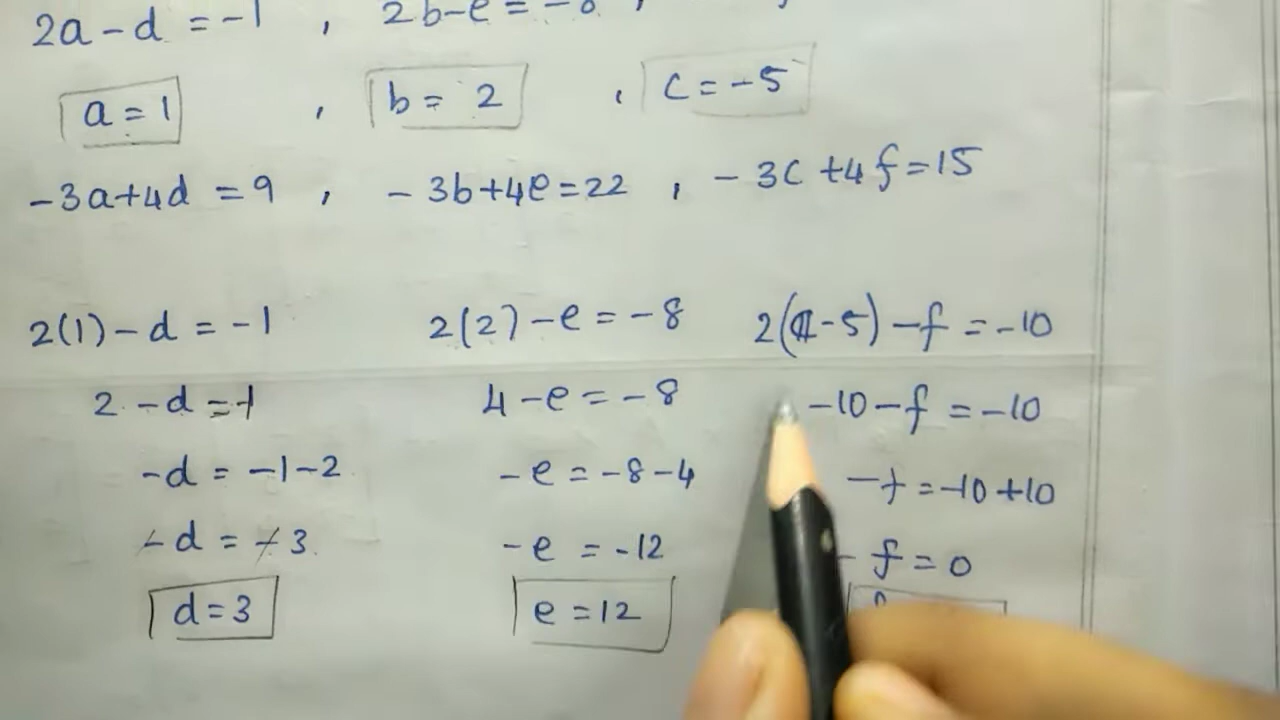 2a - d = -1 , 2b - e = -8 ,
a = 1 , b = 2 , c = -5
-3a+4d = 9 , -3b+4e = 22 , -3c +4f = 15
2(1) - d = -1 2(2) - e = -8 2(-5) - f = -10
2 - d = -1 4 - e = -8 -10 - f = -10
-d = -1-2 -e = -8-4 -f = -10+10
-d = -3 -e = -12 -f = 0
d = 3 e = 12